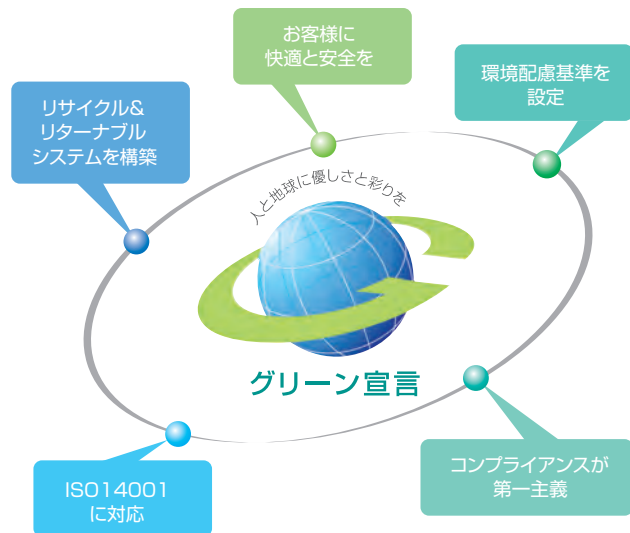 お客様に
快適と安全を
環境配慮基準を
設定
リサイクル&
リターナブル
システムを構築
人と地球に優しさと彩りを
グリーン宣言
コンプライアンスが
第一主義
ISO14001
に対応